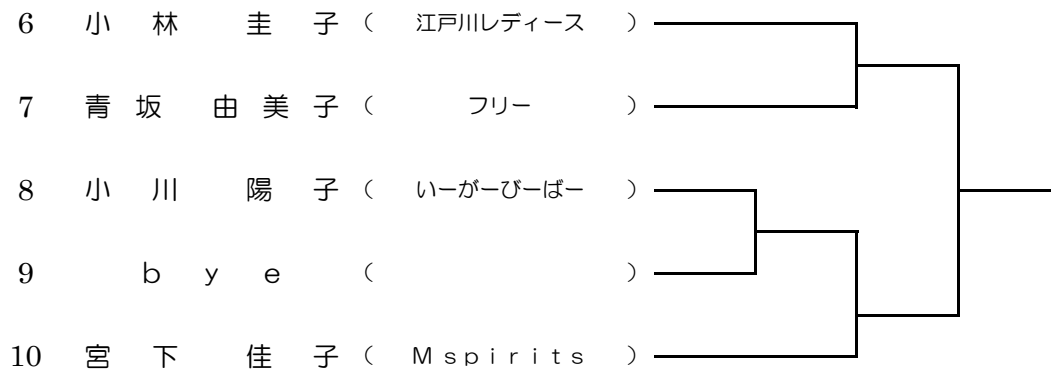 6 小林 圭子 ( 江戸川レディース )
7 青坂 由美子 ( フリー )
8 小川 陽子 ( いーがーびーばー )
9 bye ( )
10 宮下 佳子 ( Mspirits )